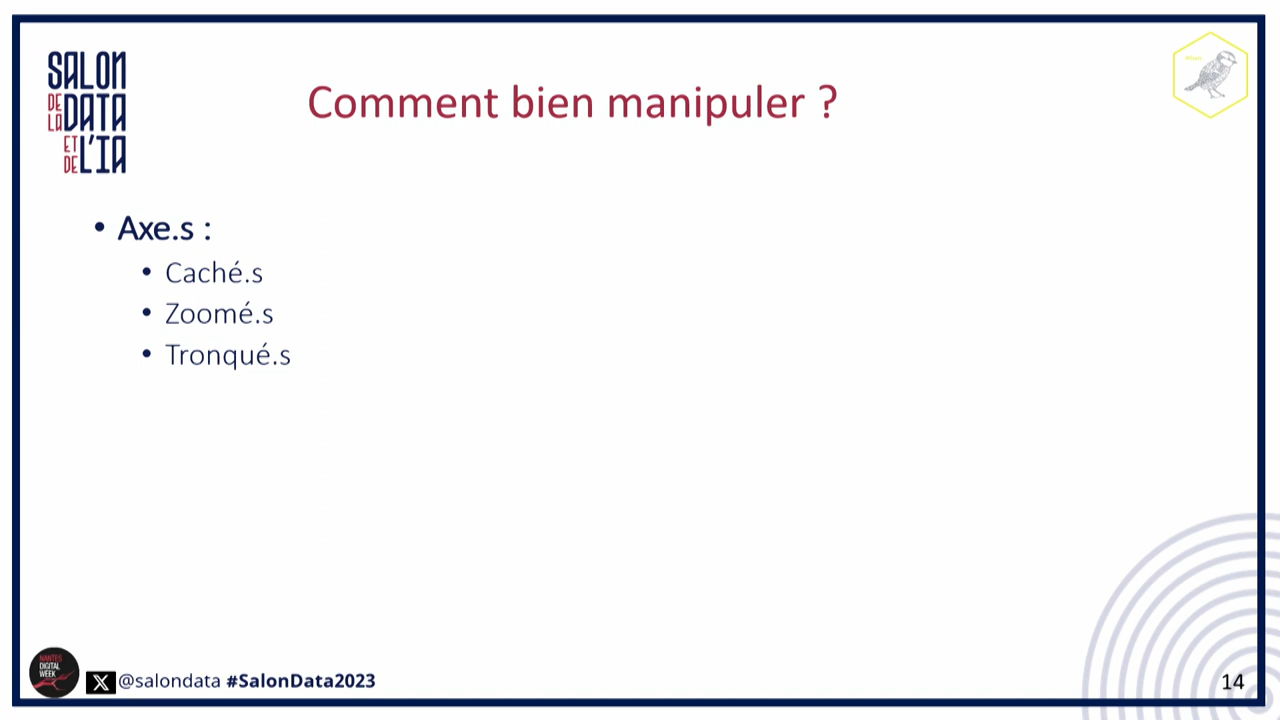 SALON
DE LA DATA
ET DE L'IA
Comment bien manipuler ?
• Axe.s :
• Caché.s
• Zoomé.s
• Tronqué.s
NANTES
DIGITAL
WEEK
@salondata #SalonData2023
14